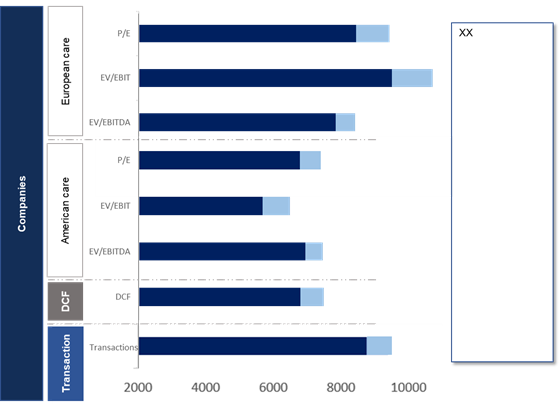 Companies
European care
P/E
EV/EBIT
EV/EBITDA
American care
P/E
EV/EBIT
EV/EBITDA
DCF
DCF
Transaction
Transactions
2000 4000 6000 8000 10000
XX